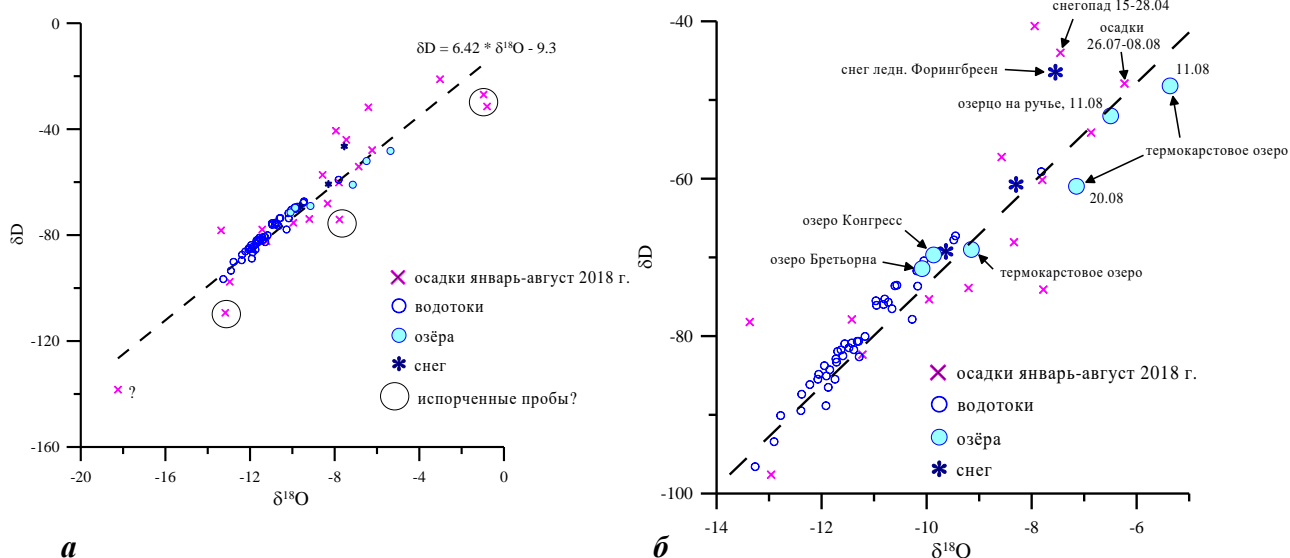 0
-40
-80
-120
-160
δD
-20
-16
-12
-8
-4
0
δ¹⁸O
δD = 6.42 * δ¹⁸O - 9.3
?
осадки январь-август 2018 г.
водотоки
озёра
снег
испорченные пробы?
а
-40
-60
-80
-100
δD
-14
-12
-10
-8
-6
δ¹⁸O
снегопад 15-28.04
осадки
26.07-08.08
снег ледн. Форингбреен
11.08
озерцо на ручье, 11.08
термокарстовое озеро
20.08
озеро Конгресс
озеро Бретьорна
термокарстовое озеро
осадки январь-август 2018 г.
водотоки
озёра
снег
б